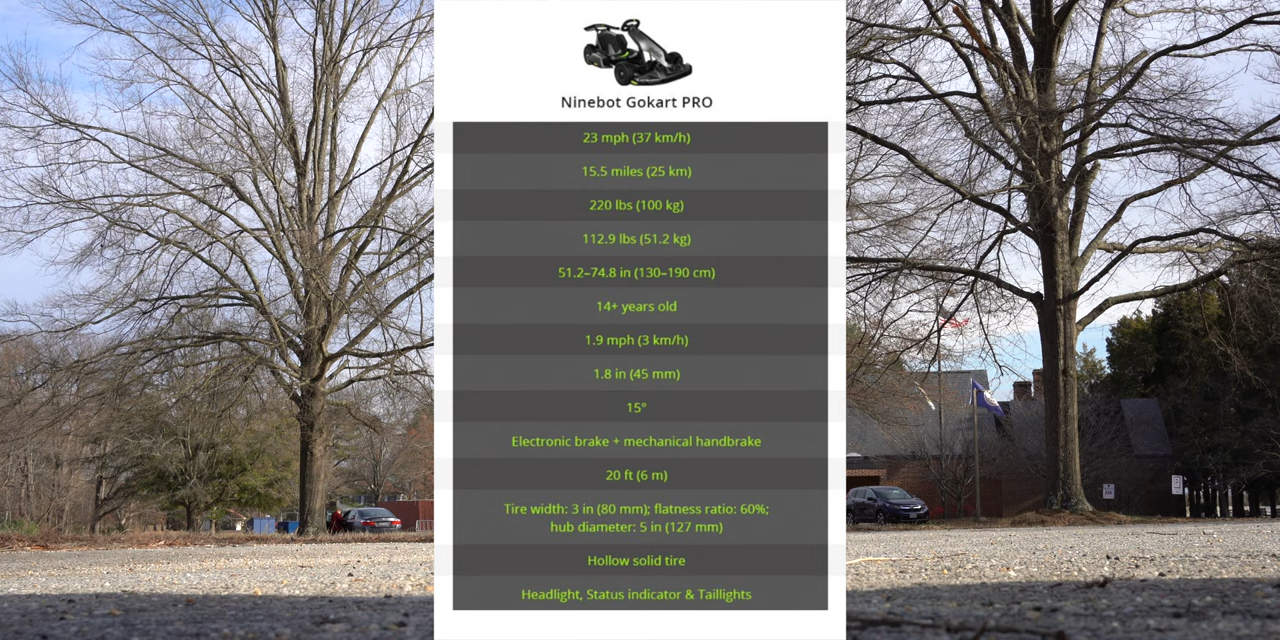 Ninebot Gokart PRO
23 mph (37 km/h)
15.5 miles (25 km)
220 lbs (100 kg)
112.9 lbs (51.2 kg)
51.2–74.8 in (130–190 cm)
14+ years old
1.9 mph (3 km/h)
1.8 in (45 mm)
15°
Electronic brake + mechanical handbrake
20 ft (6 m)
Tire width: 3 in (80 mm); flatness ratio: 60%;
hub diameter: 5 in (127 mm)
Hollow solid tire
Headlight, Status indicator & Taillights